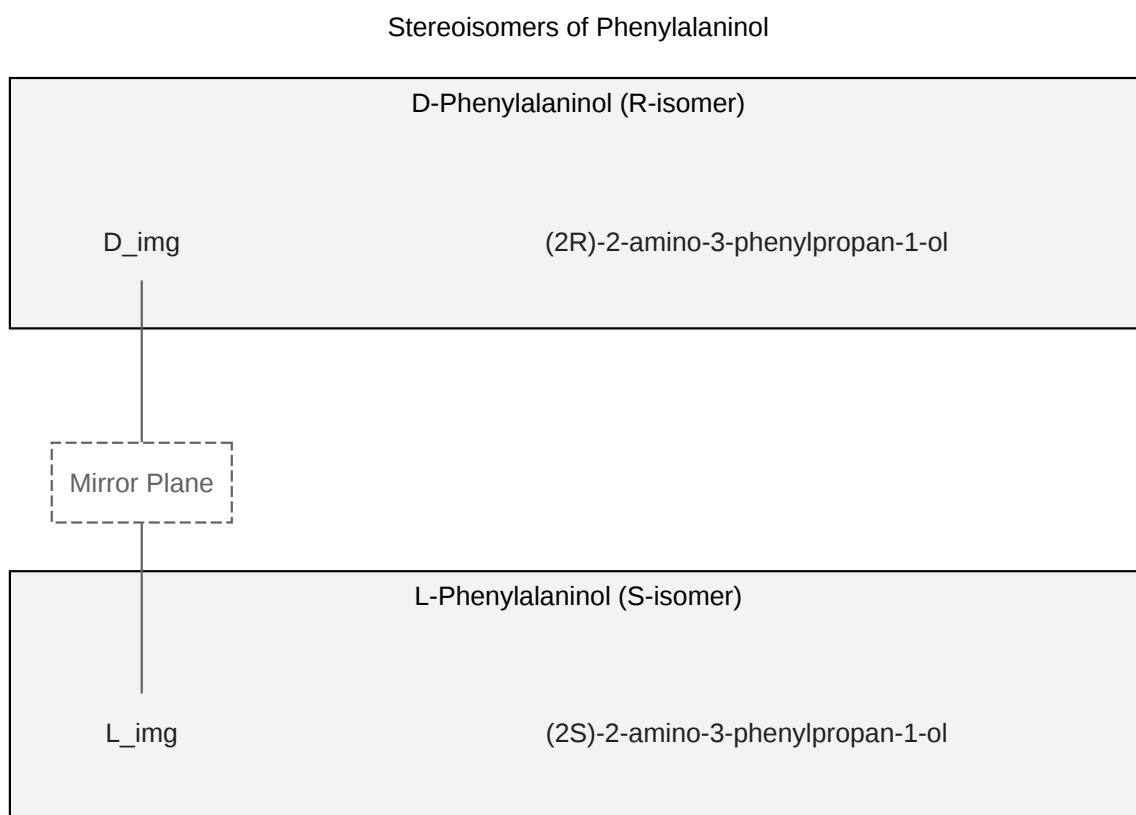 Stereoisomers of Phenylalaninol
D-Phenylalaninol (R-isomer)
D_img
(2R)-2-amino-3-phenylpropan-1-ol
Mirror Plane
L-Phenylalaninol (S-isomer)
L_img
(2S)-2-amino-3-phenylpropan-1-ol